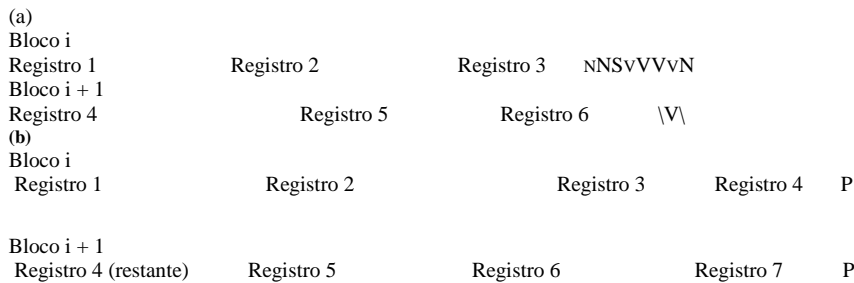 (a)
Bloco i
Registro 1 Registro 2 Registro 3 NNSVVVVN
Bloco i + 1
Registro 4 Registro 5 Registro 6 \V\
(b)
Bloco i
Registro 1 Registro 2 Registro 3 Registro 4 P
Bloco i + 1
Registro 4 (restante) Registro 5 Registro 6 Registro 7 P